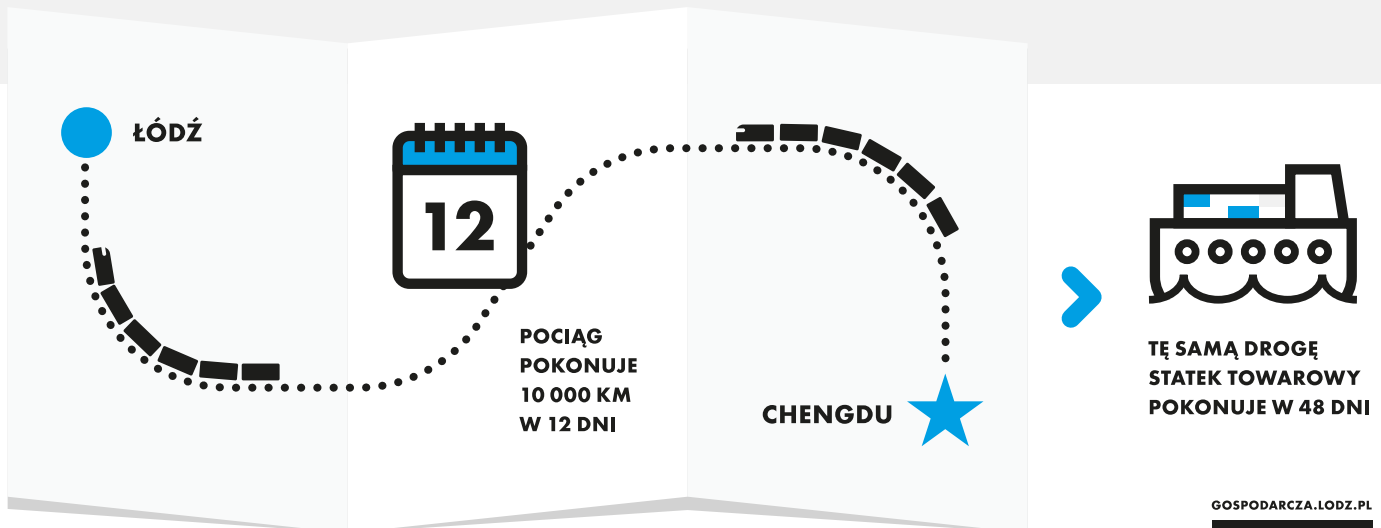 ŁÓDŹ
12
POCIĄG
POKONUJE
10 000 KM
W 12 DNI
CHENGDU
TĘ SAMĄ DROGĘ
STATEK TOWAROWY
POKONUJE W 48 DNI
GOSPODARCZA.LODZ.PL